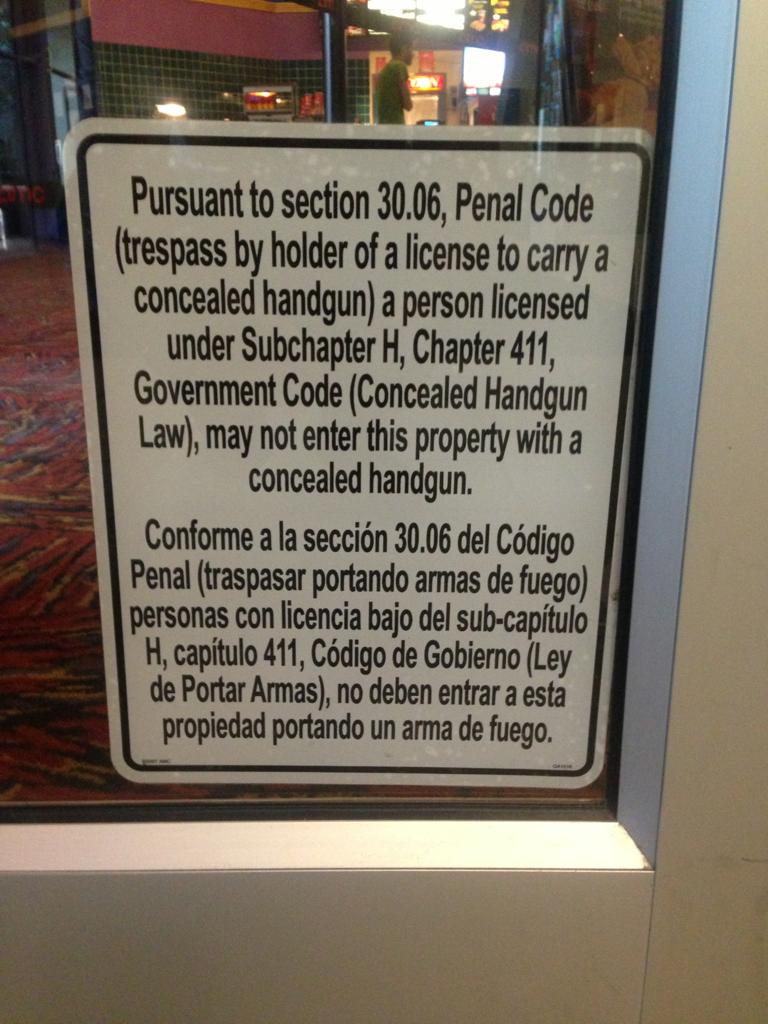 Pursuant to section 30.06, Penal Code
(trespass by holder of a license to carry a
concealed handgun) a person licensed
under Subchapter H, Chapter 411,
Government Code (Concealed Handgun
Law), may not enter this property with a
concealed handgun.
Conforme a la sección 30.06 del Código
Penal (traspasar portando armas de fuego)
personas con licencia bajo del sub-capítulo
H, capítulo 411, Código de Gobierno (Ley
de Portar Armas), no deben entrar a esta
propiedad portando un arma de fuego.